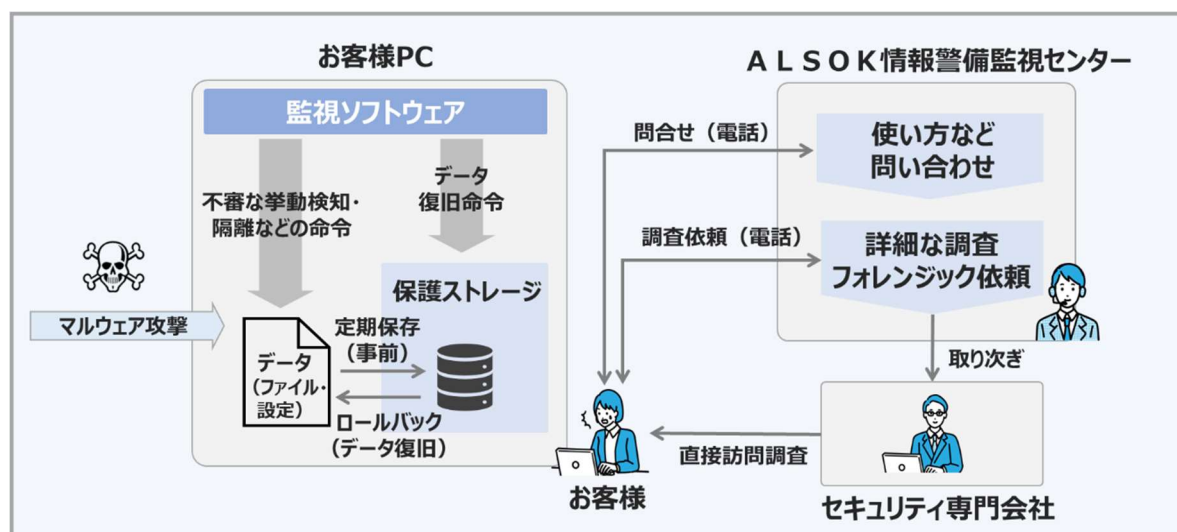 お客様PC
監視ソフトウェア
不審な挙動検知・
隔離などの命令
データ
復旧命令
マルウェア攻撃
保護ストレージ
データ
(ファイル・
設定)
定期保存
(事前)
ロールバック
(データ復旧)
お客様
ALSOK情報警備監視センター
問合せ(電話)
使い方など
問い合わせ
調査依頼(電話)
詳細な調査
フォレンジック依頼
取り次ぎ
直接訪問調査
セキュリティ専門会社